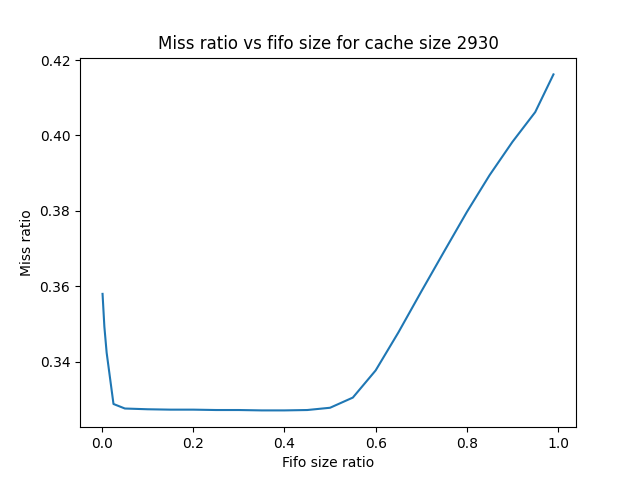 Miss ratio vs fifo size for cache size 2930
0.42
0.40
0.38
0.36
0.34
Miss ratio
0.0 0.2 0.4 0.6 0.8 1.0
Fifo size ratio